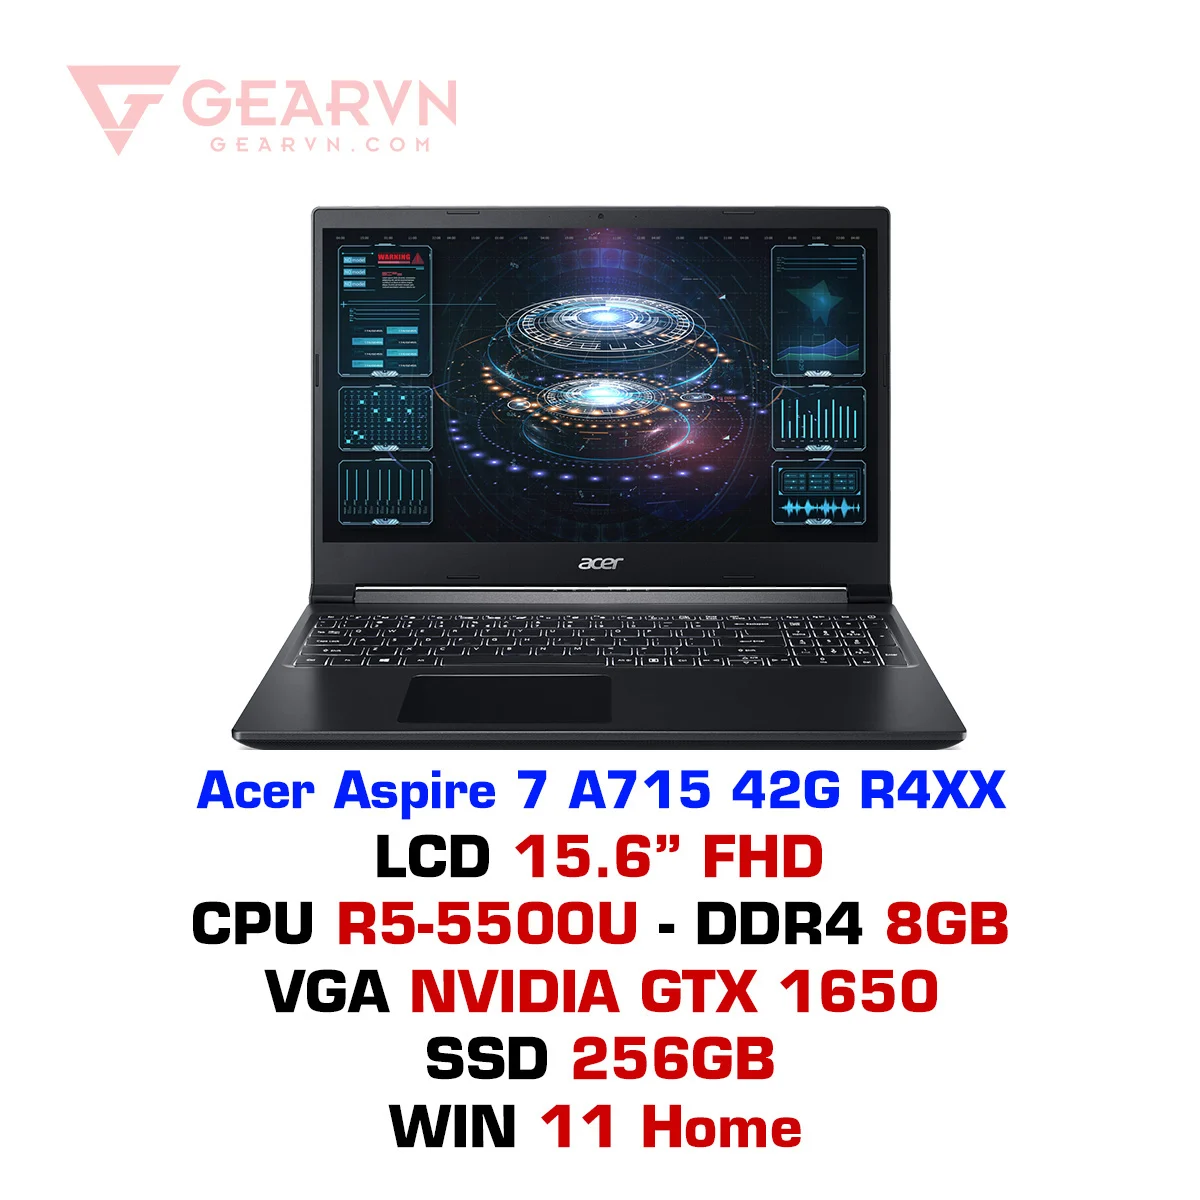 GEARVN
GEARVN.COM
WARNING
acer
Acer Aspire 7 A715 42G R4XX
LCD 15.6” FHD
CPU R5-5500U - DDR4 8GB
VGA NVIDIA GTX 1650
SSD 256GB
WIN 11 Home